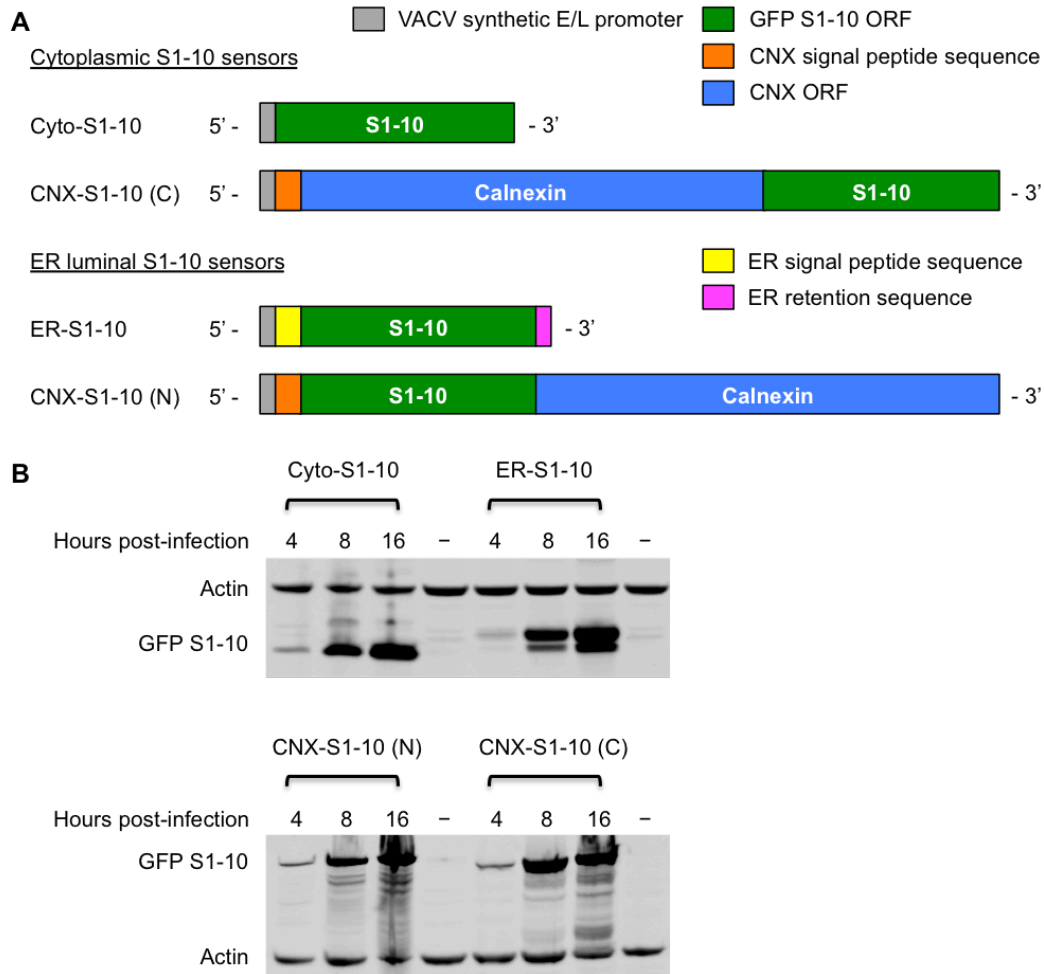 A
VACV synthetic E/L promoter
GFP S1-10 ORF
Cytoplasmic S1-10 sensors
CNX signal peptide sequence
CNX ORF
Cyto-S1-10 5’ - S1-10 - 3’
CNX-S1-10 (C) 5’ - Calnexin S1-10 - 3’
ER luminal S1-10 sensors
ER signal peptide sequence
ER retention sequence
ER-S1-10 5’ - S1-10 - 3’
CNX-S1-10 (N) 5’ - S1-10 Calnexin - 3’
B
Cyto-S1-10 ER-S1-10
Hours post-infection 4 8 16 – 4 8 16 –
Actin
GFP S1-10
CNX-S1-10 (N) CNX-S1-10 (C)
Hours post-infection 4 8 16 – 4 8 16 –
GFP S1-10
Actin